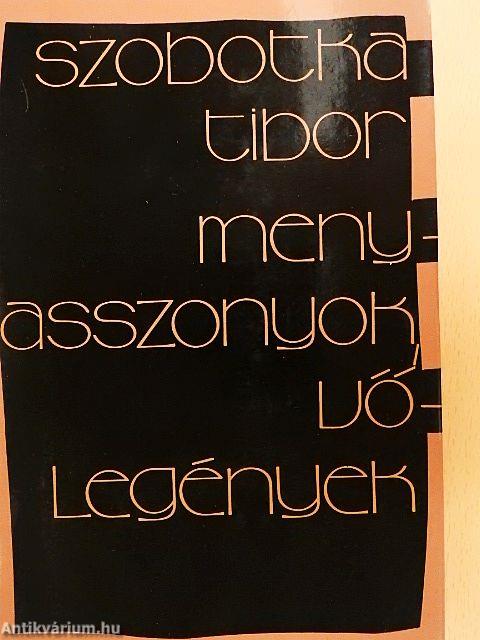 szobotka
tibor
meny-
asszonyok,
vő-
legények
Antikvárium.hu